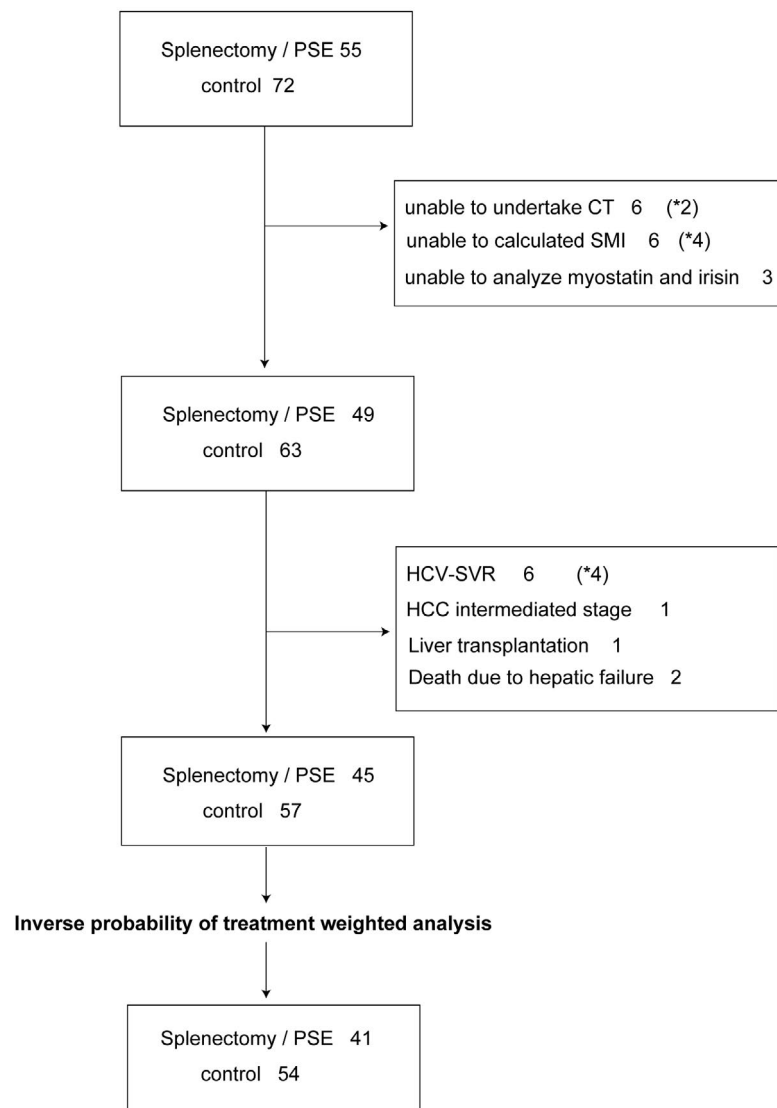 Splenectomy / PSE 55
control 72
unable to undertake CT 6 (*2)
unable to calculated SMI 6 (*4)
unable to analyze myostatin and irisin 3
Splenectomy / PSE 49
control 63
HCV-SVR 6 (*4)
HCC intermediated stage 1
Liver transplantation 1
Death due to hepatic failure 2
Splenectomy / PSE 45
control 57
Inverse probability of treatment weighted analysis
Splenectomy / PSE 41
control 54